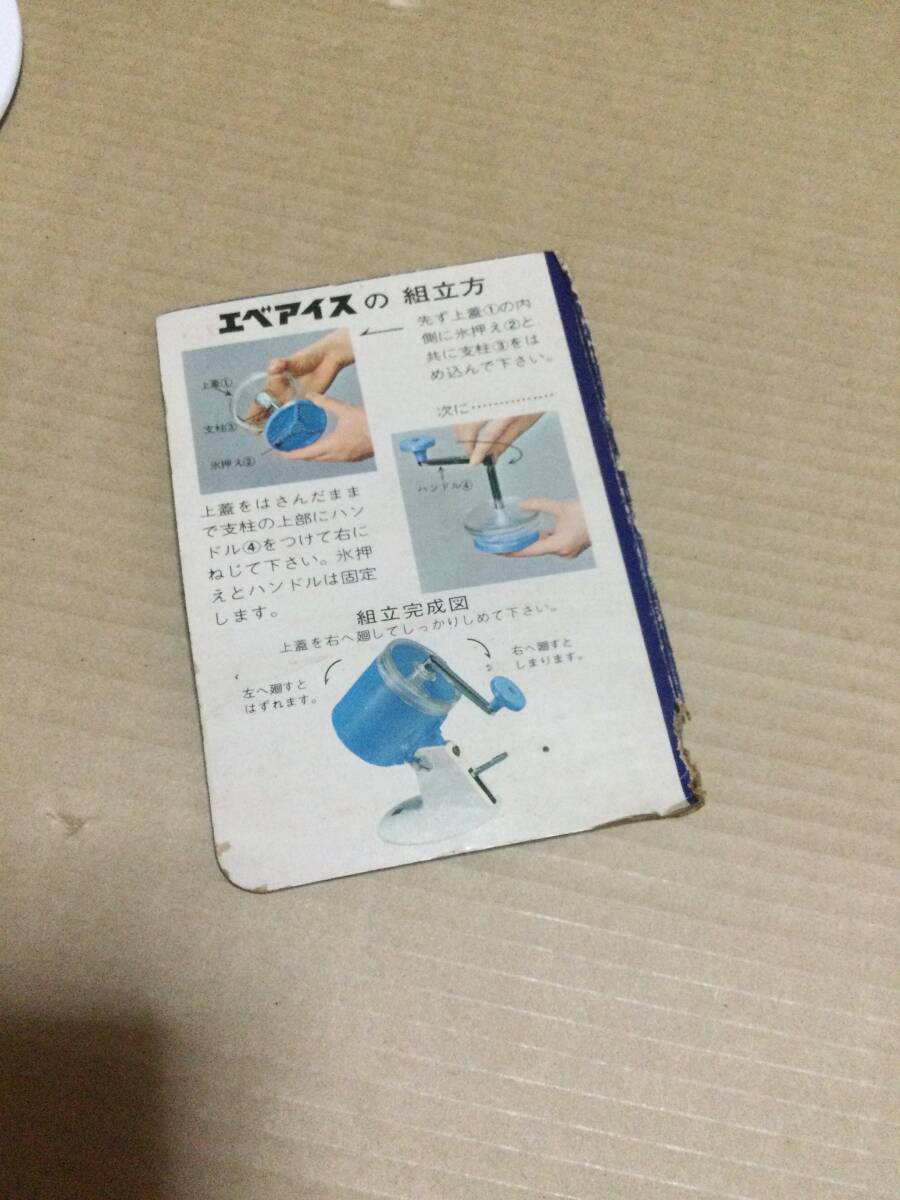 エベアイスの 組立方
先ず上蓋①の内
側に氷押え②と
共に支柱③をは
め込んで下さい。
上蓋①
支柱③
氷押え②
次に……………
ハンドル④
上蓋をはさんだまま
で支柱の上部にハン
ドル④をつけて右に
ねじて下さい。氷押
えとハンドルは固定
します。
組立完成図
上蓋を右へ廻してしっかりしめて下さい。
左へ廻すと
はずれます。
右へ廻すと
しまります。